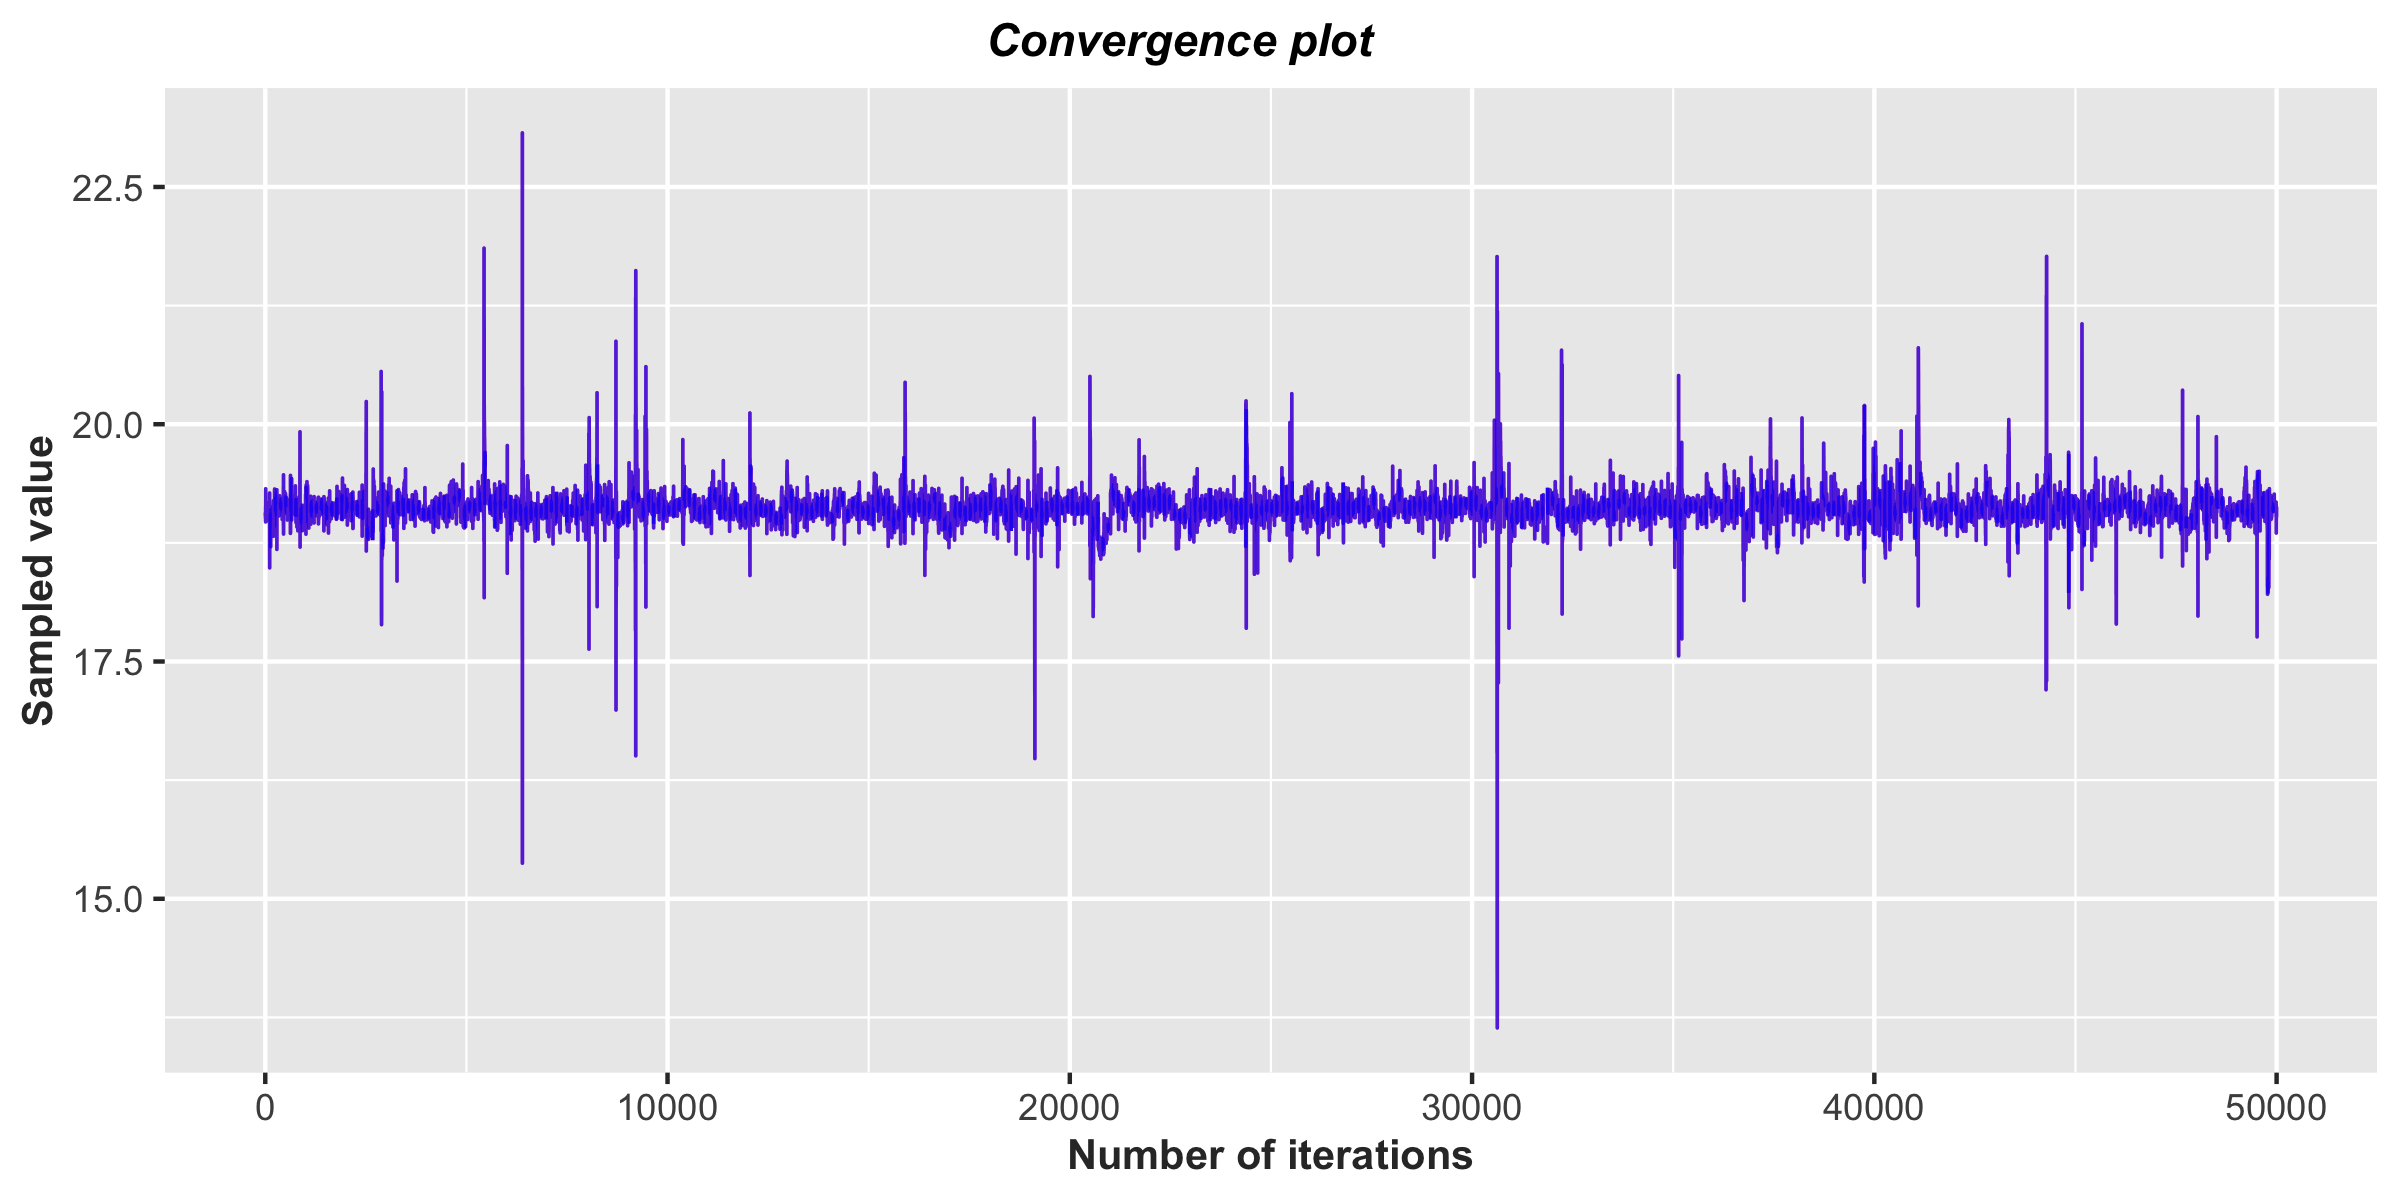 Convergence plot
22.5
20.0
17.5
15.0
Sampled value
0 10000 20000 30000 40000 50000
Number of iterations